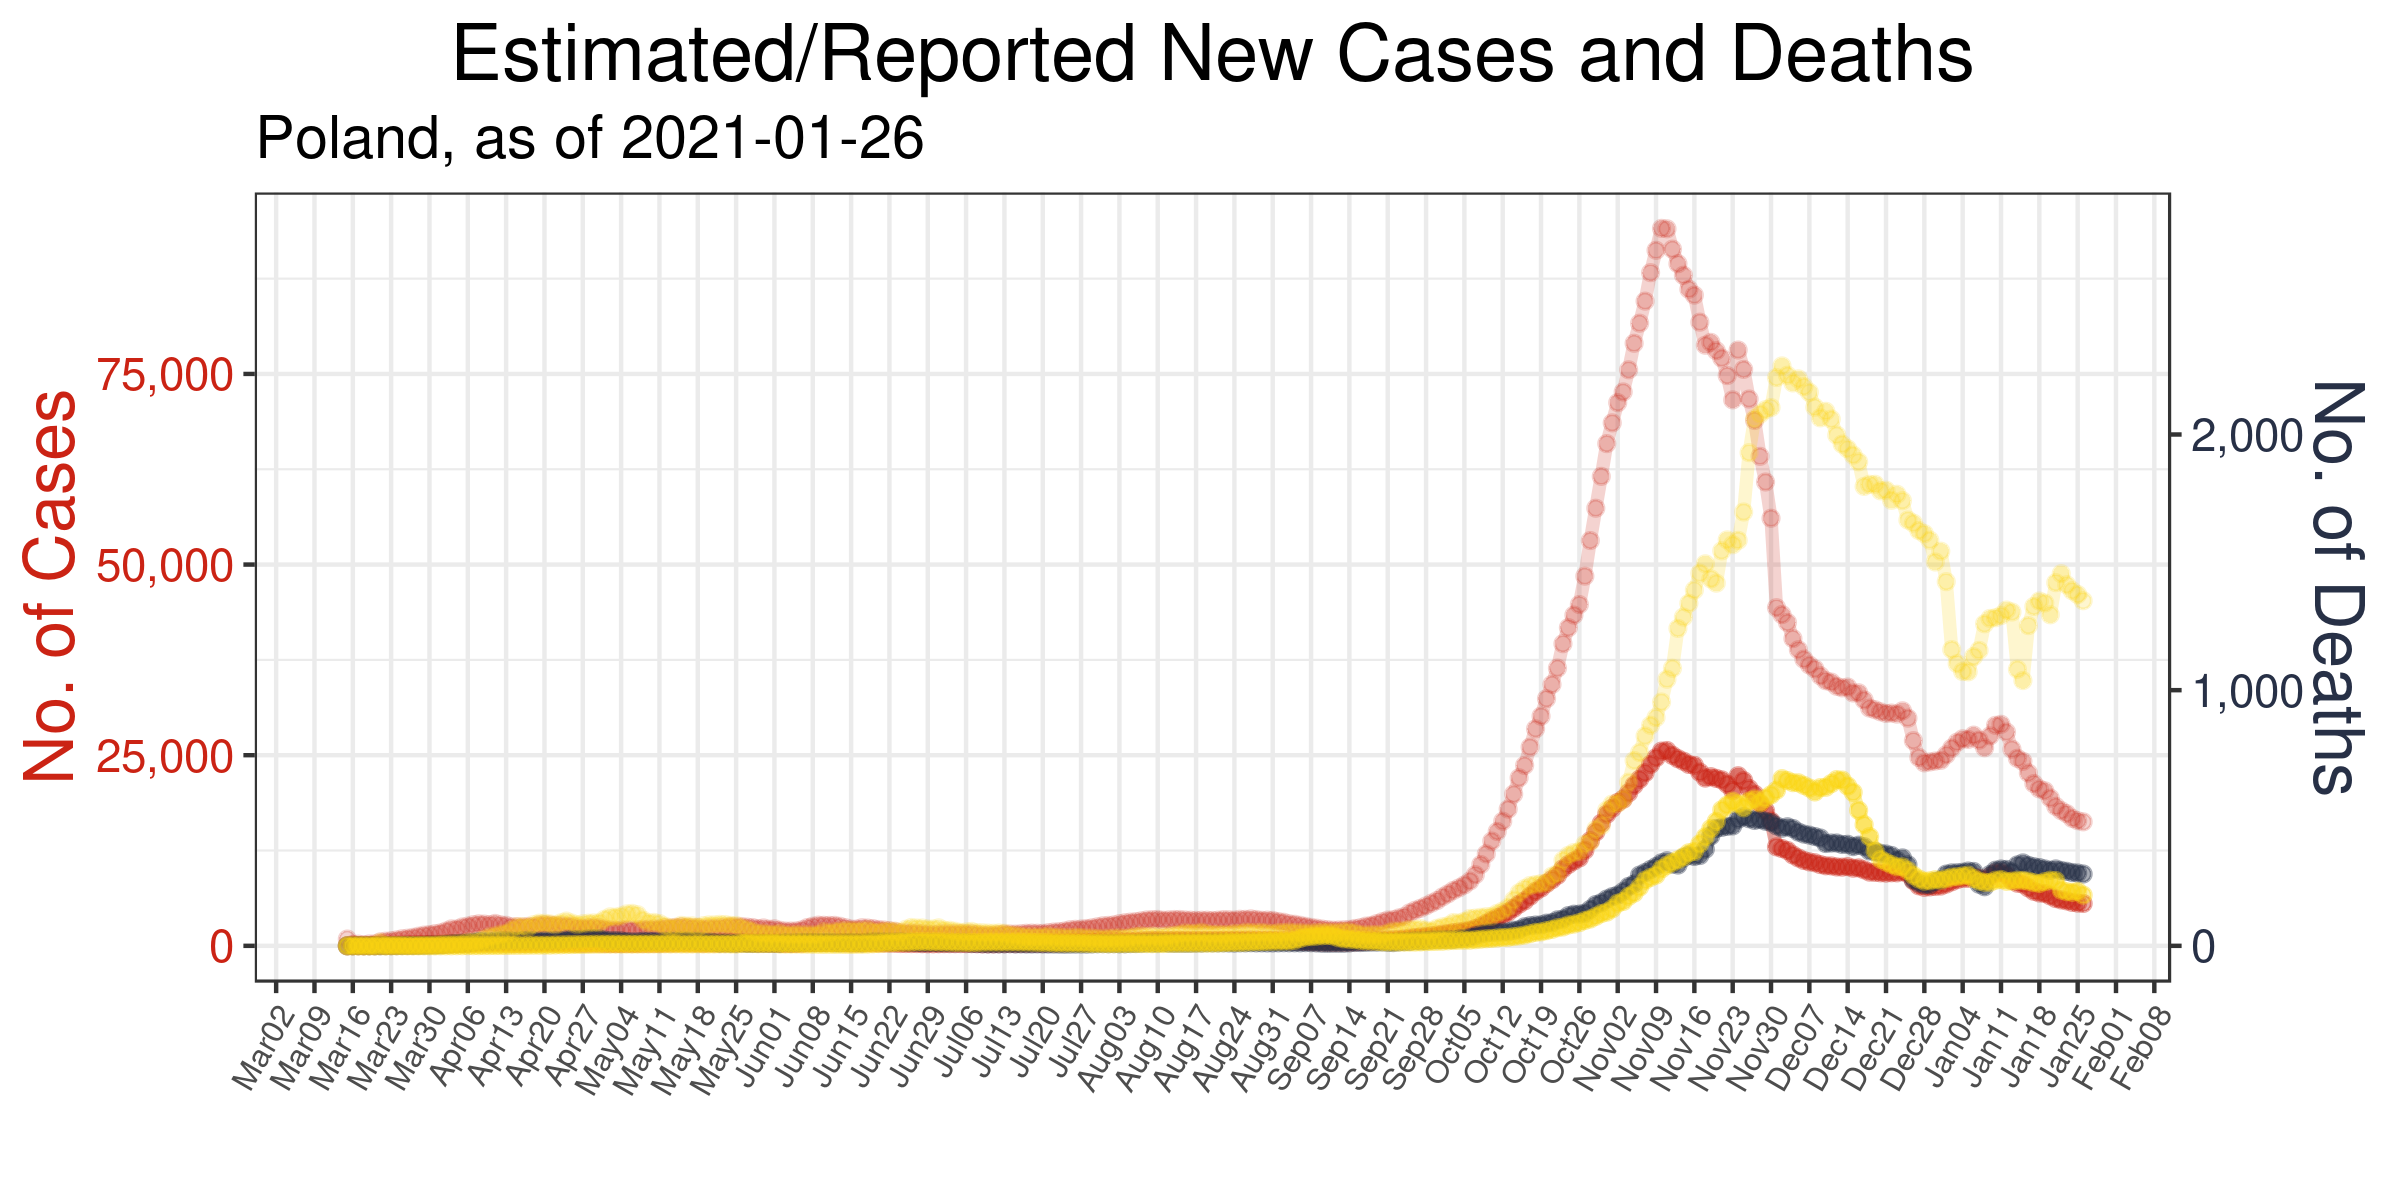 Estimated/Reported New Cases and Deaths
Poland, as of 2021-01-26
No. of Cases
75,000
50,000
25,000
0
2,000
1,000
0
No. of Deaths
Mar02
Mar09
Mar16
Mar23
Mar30
Apr06
Apr13
Apr20
Apr27
May04
May11
May18
May25
Jun01
Jun08
Jun15
Jun22
Jun29
Jul06
Jul13
Jul20
Jul27
Aug03
Aug10
Aug17
Aug24
Aug31
Sep07
Sep14
Sep21
Sep28
Oct05
Oct12
Oct19
Oct26
Nov02
Nov09
Nov16
Nov23
Nov30
Dec07
Dec14
Dec21
Dec28
Jan04
Jan11
Jan18
Jan25
Feb01
Feb08